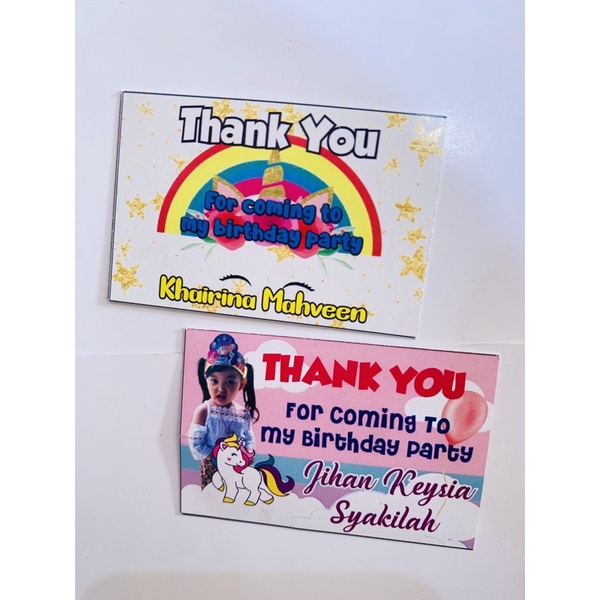 Thank You
For coming to
my birthday party
Khairina Mahveen
THANK YOU
For Coming To
my Birthday Party
Jihan Keysia
Syakilah